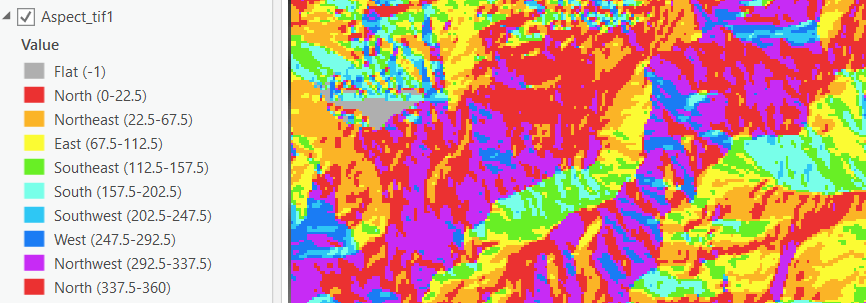 Aspect_tif1
Value
Flat (-1)
North (0-22.5)
Northeast (22.5-67.5)
East (67.5-112.5)
Southeast (112.5-157.5)
South (157.5-202.5)
Southwest (202.5-247.5)
West (247.5-292.5)
Northwest (292.5-337.5)
North (337.5-360)